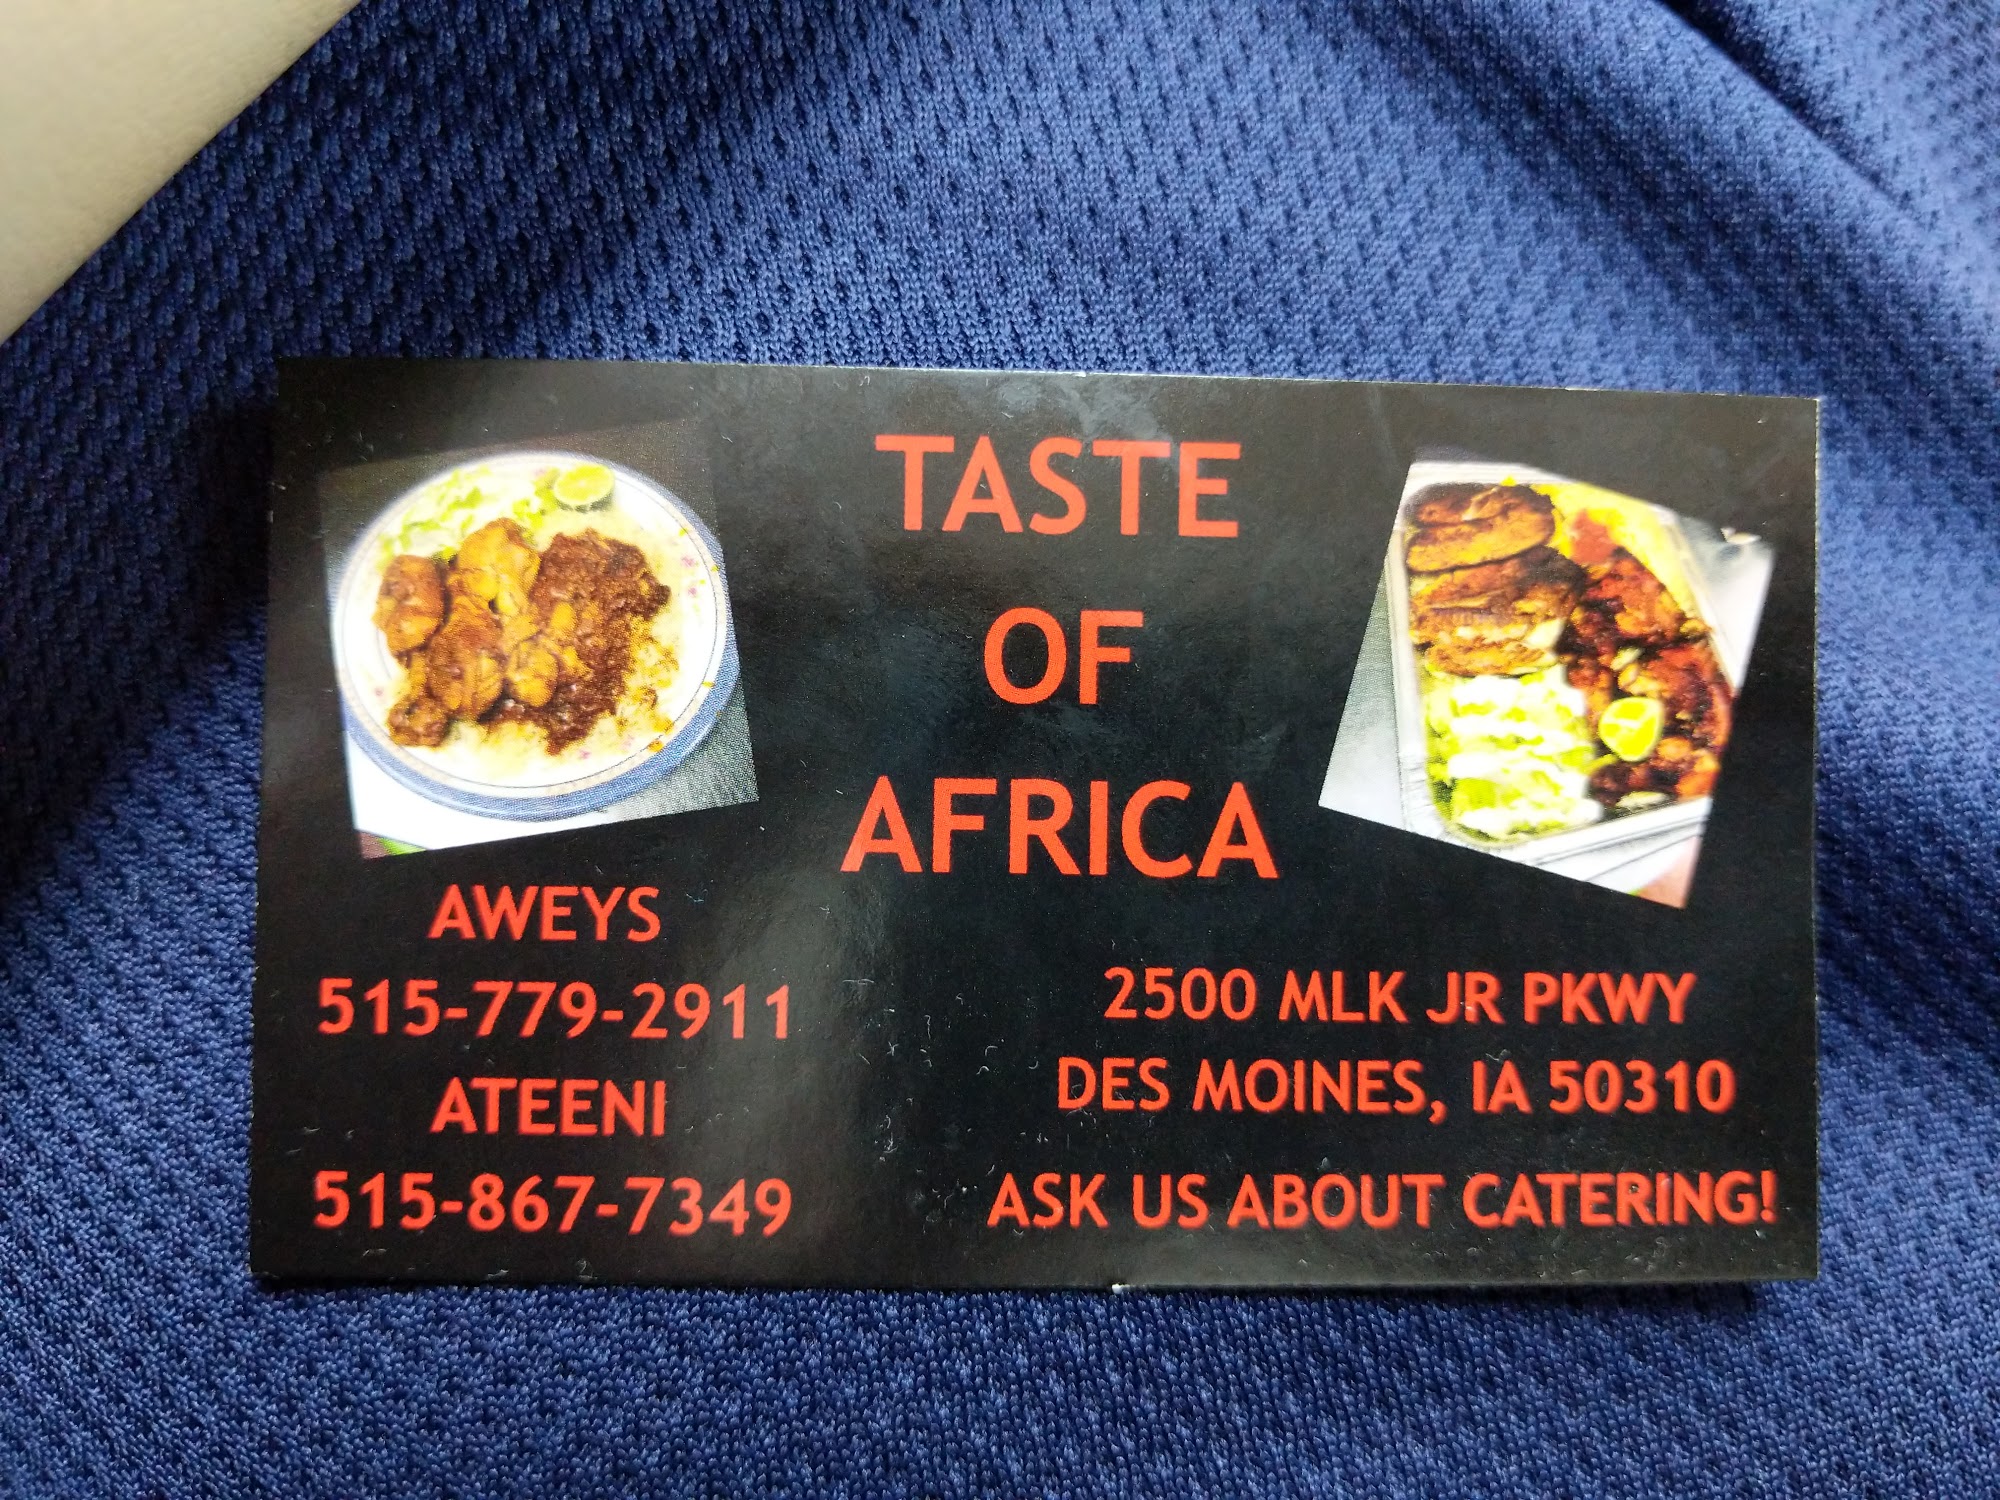 TASTE
OF
AFRICA
AWEYS
515-779-2911
ATEENI
515-867-7349
2500 MLK JR PKWY
DES MOINES, IA 50310
ASK US ABOUT CATERING!